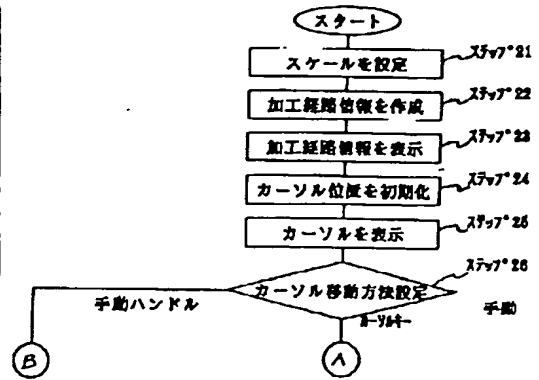 スタート
スケールを設定
ステップ21
加工経路情報を作成
ステップ22
加工経路情報を表示
ステップ23
カーソル位置を初期化
ステップ24
カーソルを表示
ステップ25
カーソル移動方法設定
ステップ26
手動ハンドル
カーソルキー
手動
B
A